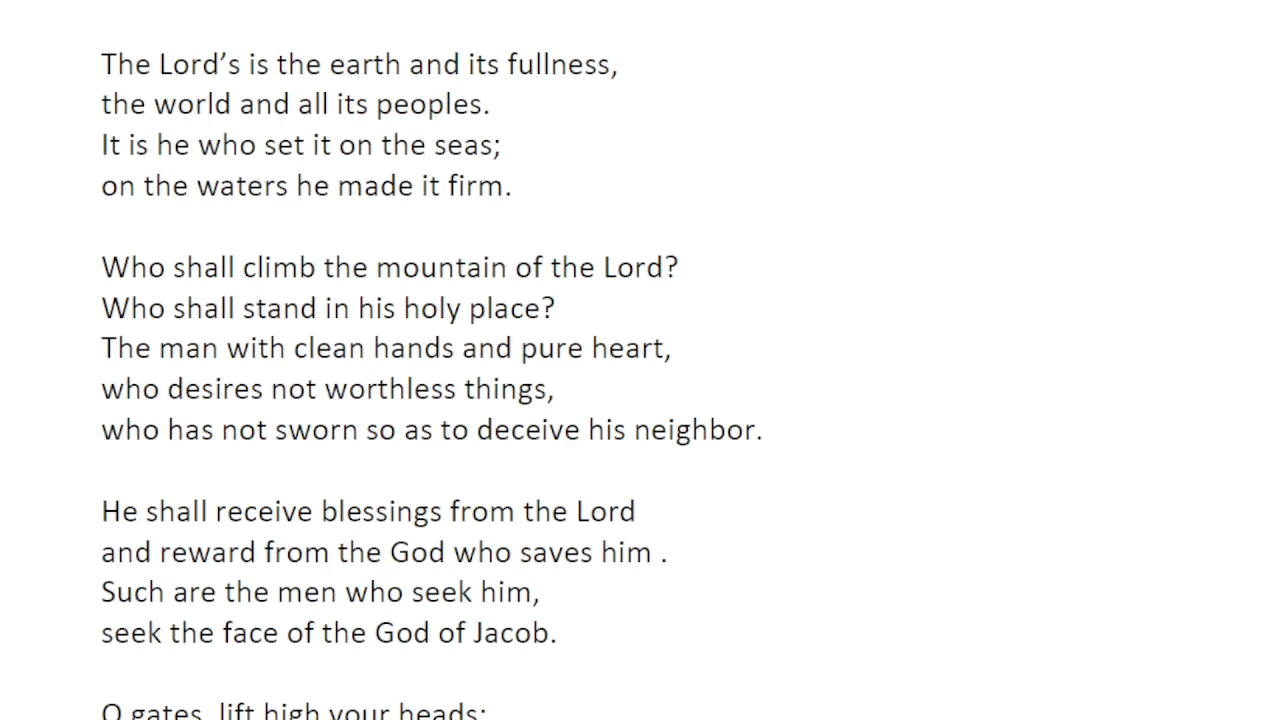 The Lord’s is the earth and its fullness,
the world and all its peoples.
It is he who set it on the seas;
on the waters he made it firm.
Who shall climb the mountain of the Lord?
Who shall stand in his holy place?
The man with clean hands and pure heart,
who desires not worthless things,
who has not sworn so as to deceive his neighbor.
He shall receive blessings from the Lord
and reward from the God who saves him .
Such are the men who seek him,
seek the face of the God of Jacob.
O gates, lift high your heads;